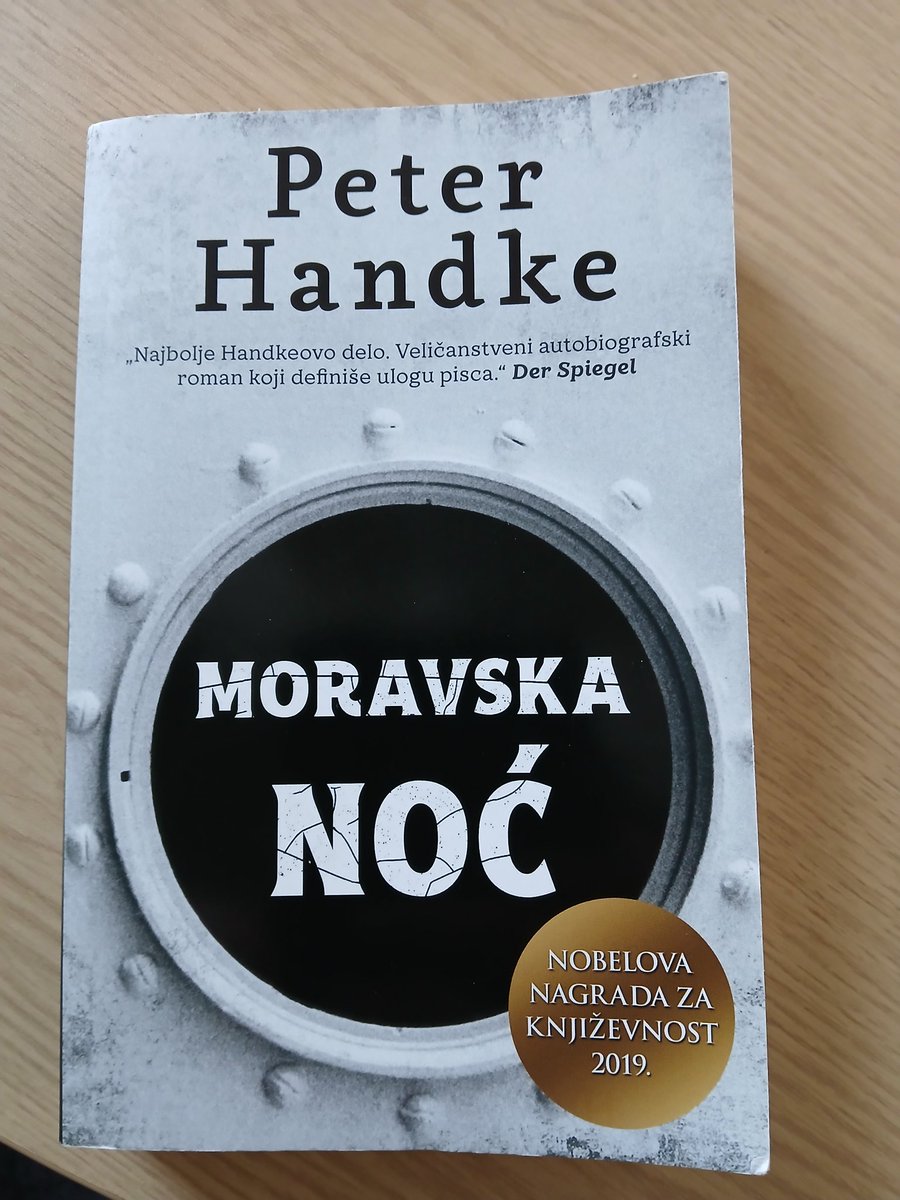 Peter
Handke
„Najbolje Handkeovo delo. Veličanstveni autobiografski
roman koji definiše ulogu pisca.“ Der Spiegel
MORAVSKA
NOĆ
NOBELOVA
NAGRADA ZA
KNJIŽEVNOST
2019.